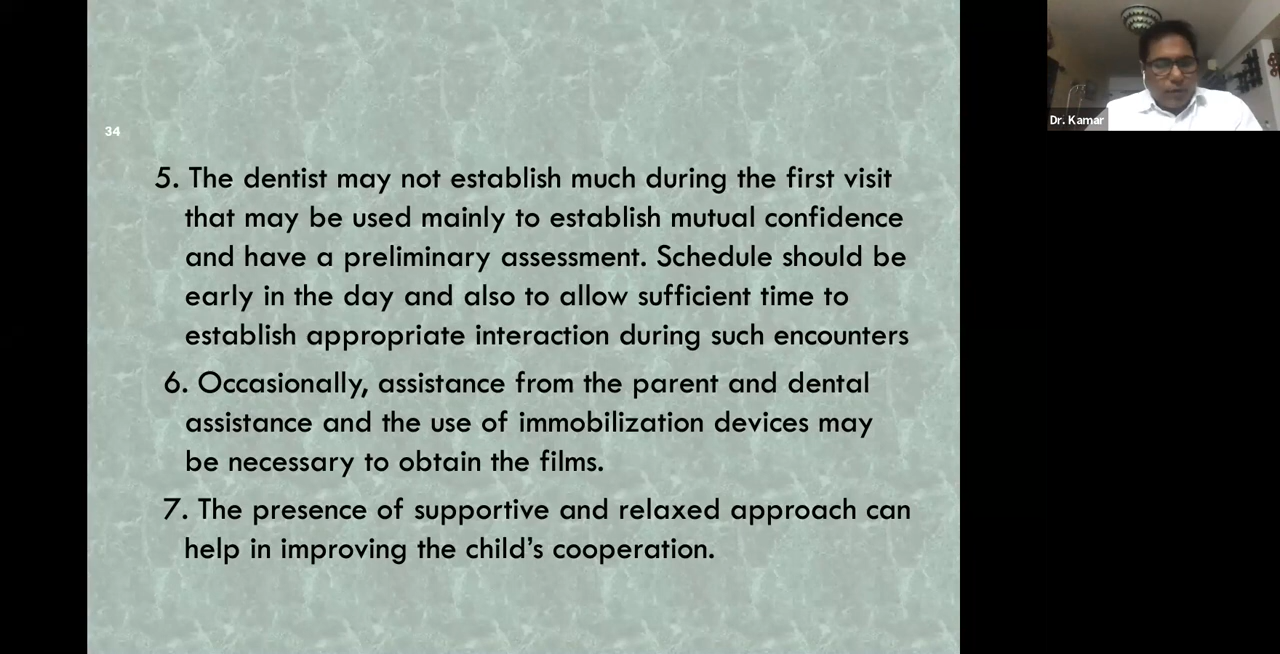 34
5. The dentist may not establish much during the first visit
that may be used mainly to establish mutual confidence
and have a preliminary assessment. Schedule should be
early in the day and also to allow sufficient time to
establish appropriate interaction during such encounters
6. Occasionally, assistance from the parent and dental
assistance and the use of immobilization devices may
be necessary to obtain the films.
7. The presence of supportive and relaxed approach can
help in improving the child’s cooperation.
Dr. Kamar